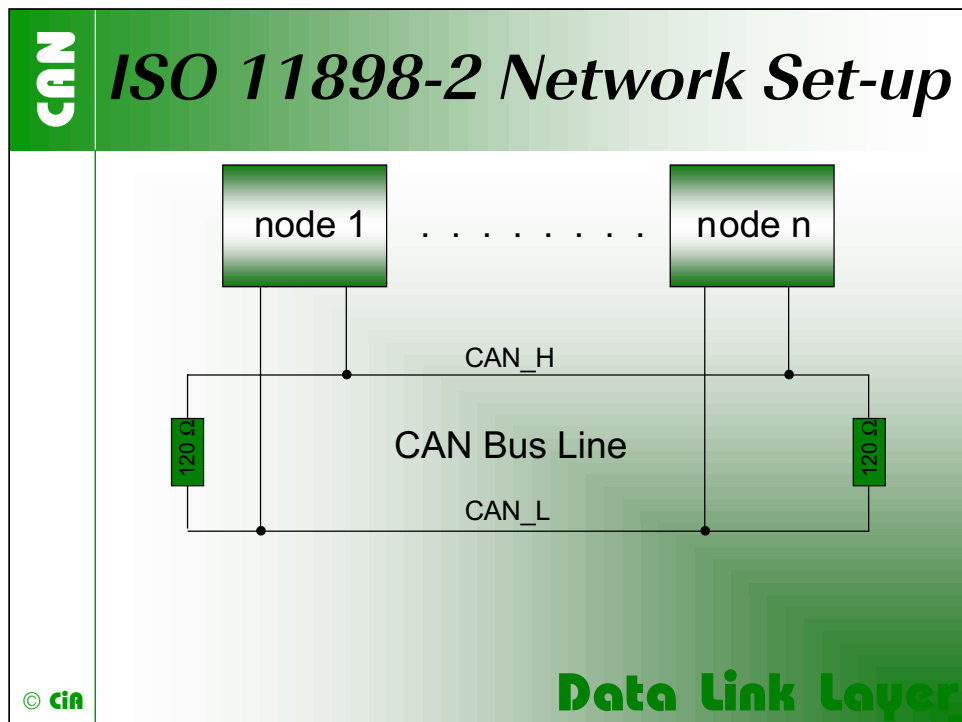 CAN
ISO 11898-2 Network Set-up
node 1 . . . . . . . . node n
CAN_H
120 Ω CAN Bus Line 120 Ω
CAN_L
© CiA
Data Link Layer